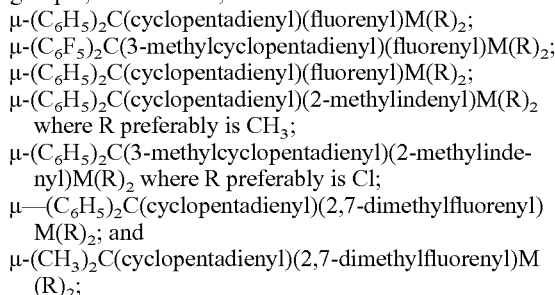 μ-(C₆H₅)₂C(cyclopentadienyl)(fluorenyl)M(R)₂;
μ-(C₆F₅)₂C(3-methylcyclopentadienyl)(fluorenyl)M(R)₂;
μ-(C₆H₅)₂C(cyclopentadienyl)(fluorenyl)M(R)₂;
μ-(C₆H₅)₂C(cyclopentadienyl)(2-methylindenyl)M(R)₂
where R preferably is CH₃;
μ-(C₆H₅)₂C(3-methylcyclopentadienyl)(2-methylinde-
nyl)M(R)₂ where R preferably is Cl;
μ—(C₆H₅)₂C(cyclopentadienyl)(2,7-dimethylfluorenyl)
M(R)₂; and
μ-(CH₃)₂C(cyclopentadienyl)(2,7-dimethylfluorenyl)M
(R)₂;